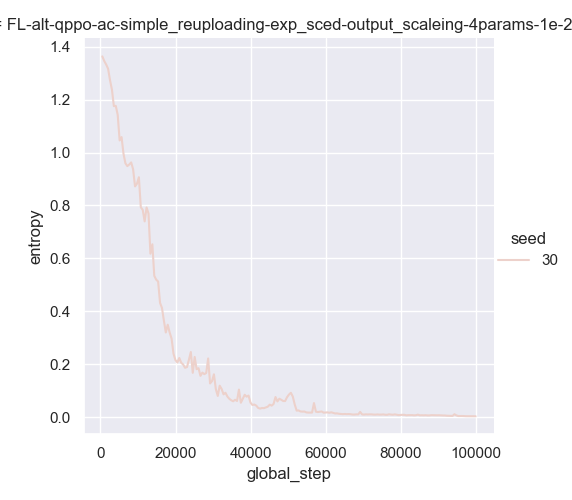 = FL-alt-qppo-ac-simple_reuploading-exp_sced-output_scaleing-4params-1e-2
1.4
1.2
1.0
0.8
0.6
0.4
0.2
0.0
entropy
0 20000 40000 60000 80000 100000
global_step
seed
30